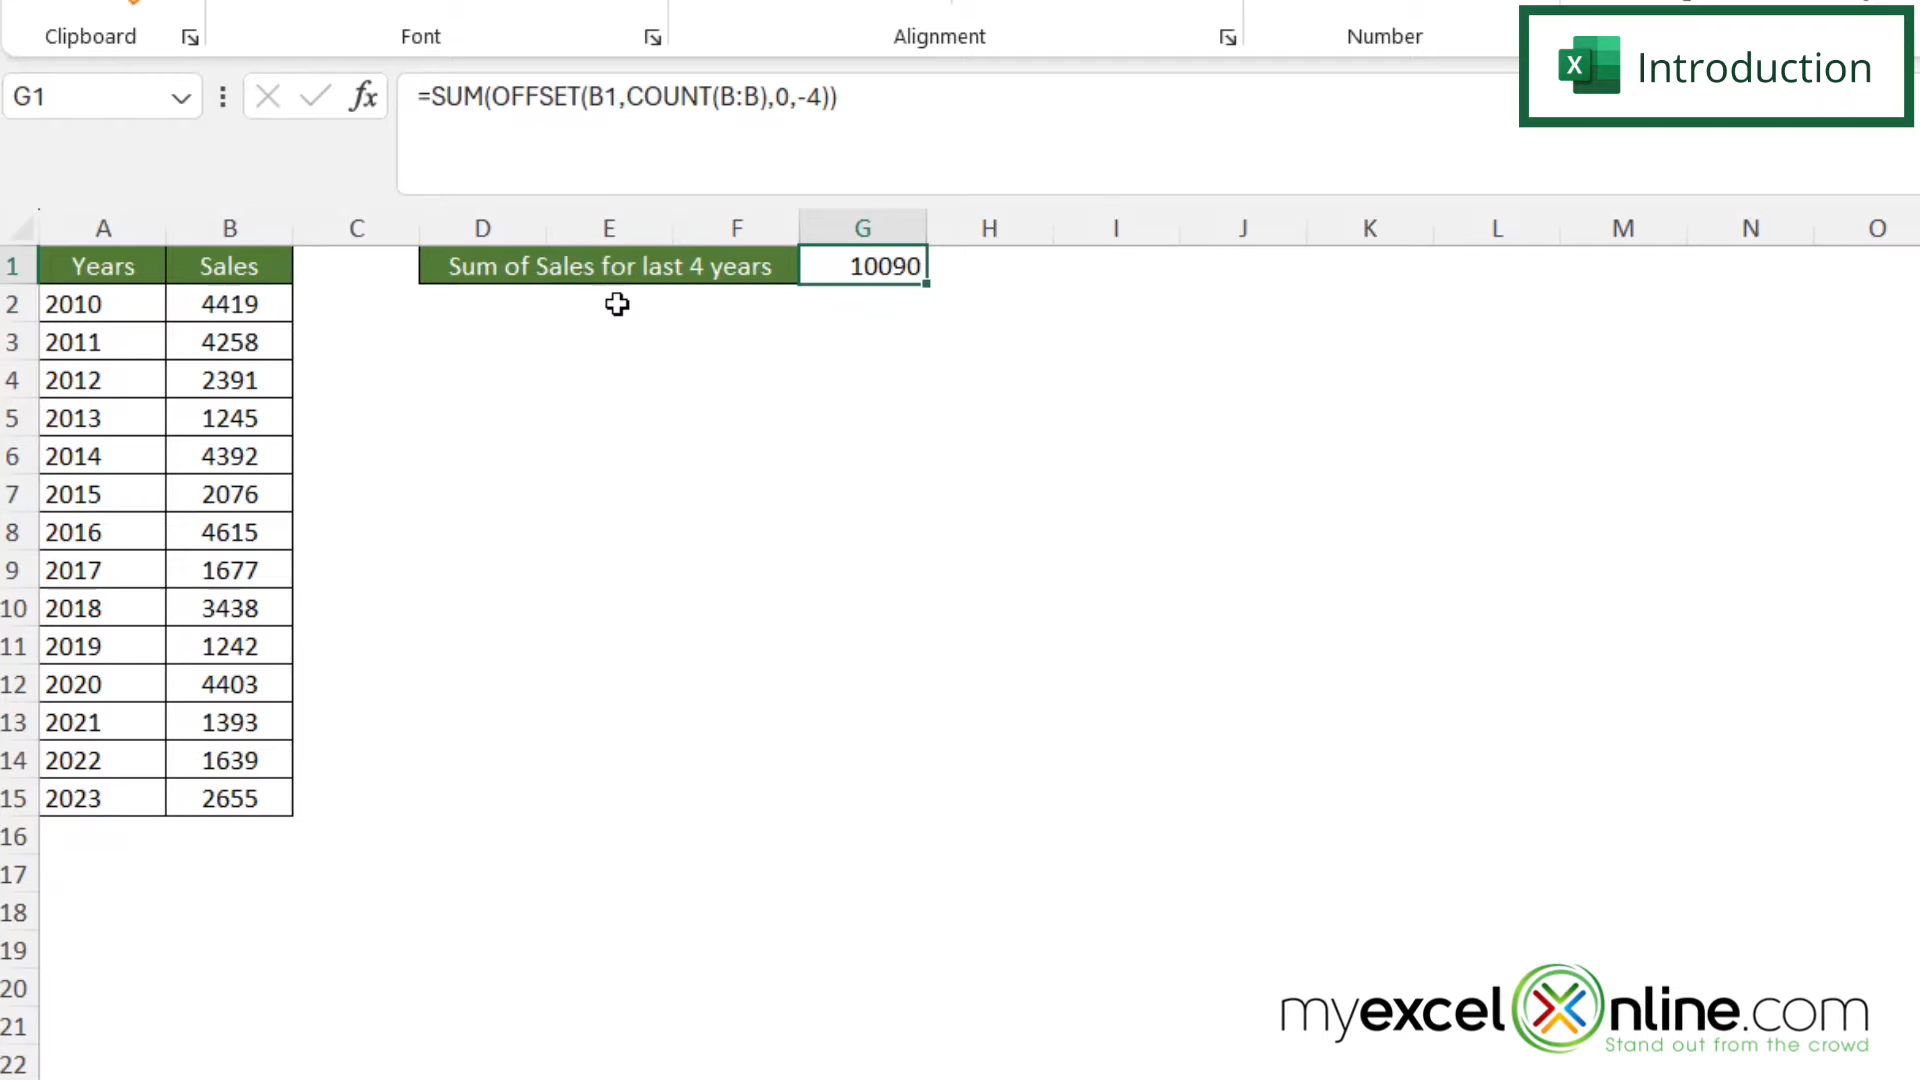 Clipboard Font Alignment Number
X Introduction
G1 fx =SUM(OFFSET(B1,COUNT(B:B),0,-4))
A B C D E F G H I J K L M N O
1 Years Sales Sum of Sales for last 4 years 10090
2 2010 4419
3 2011 4258
4 2012 2391
5 2013 1245
6 2014 4392
7 2015 2076
8 2016 4615
9 2017 1677
10 2018 3438
11 2019 1242
12 2020 4403
13 2021 1393
14 2022 1639
15 2023 2655
16
17
18
19
20
21
22
myexcelonline.com
Stand out from the crowd